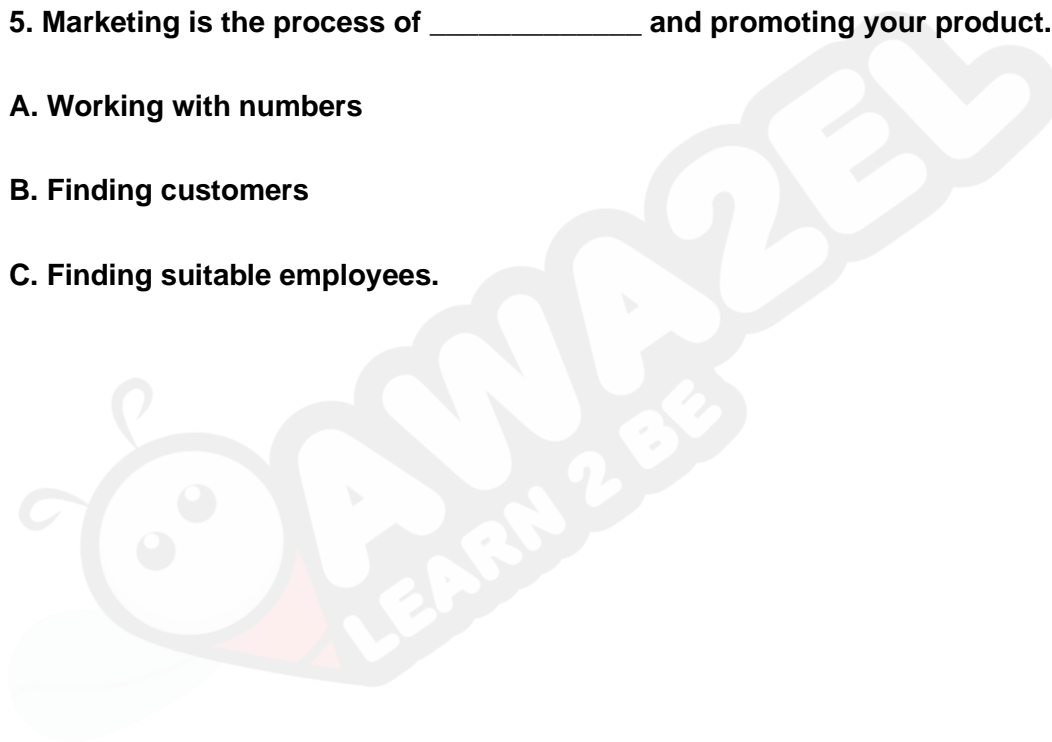 5. Marketing is the process of _____________ and promoting your product.
A. Working with numbers
B. Finding customers
C. Finding suitable employees.
AWA2EL
LEARN 2 BE